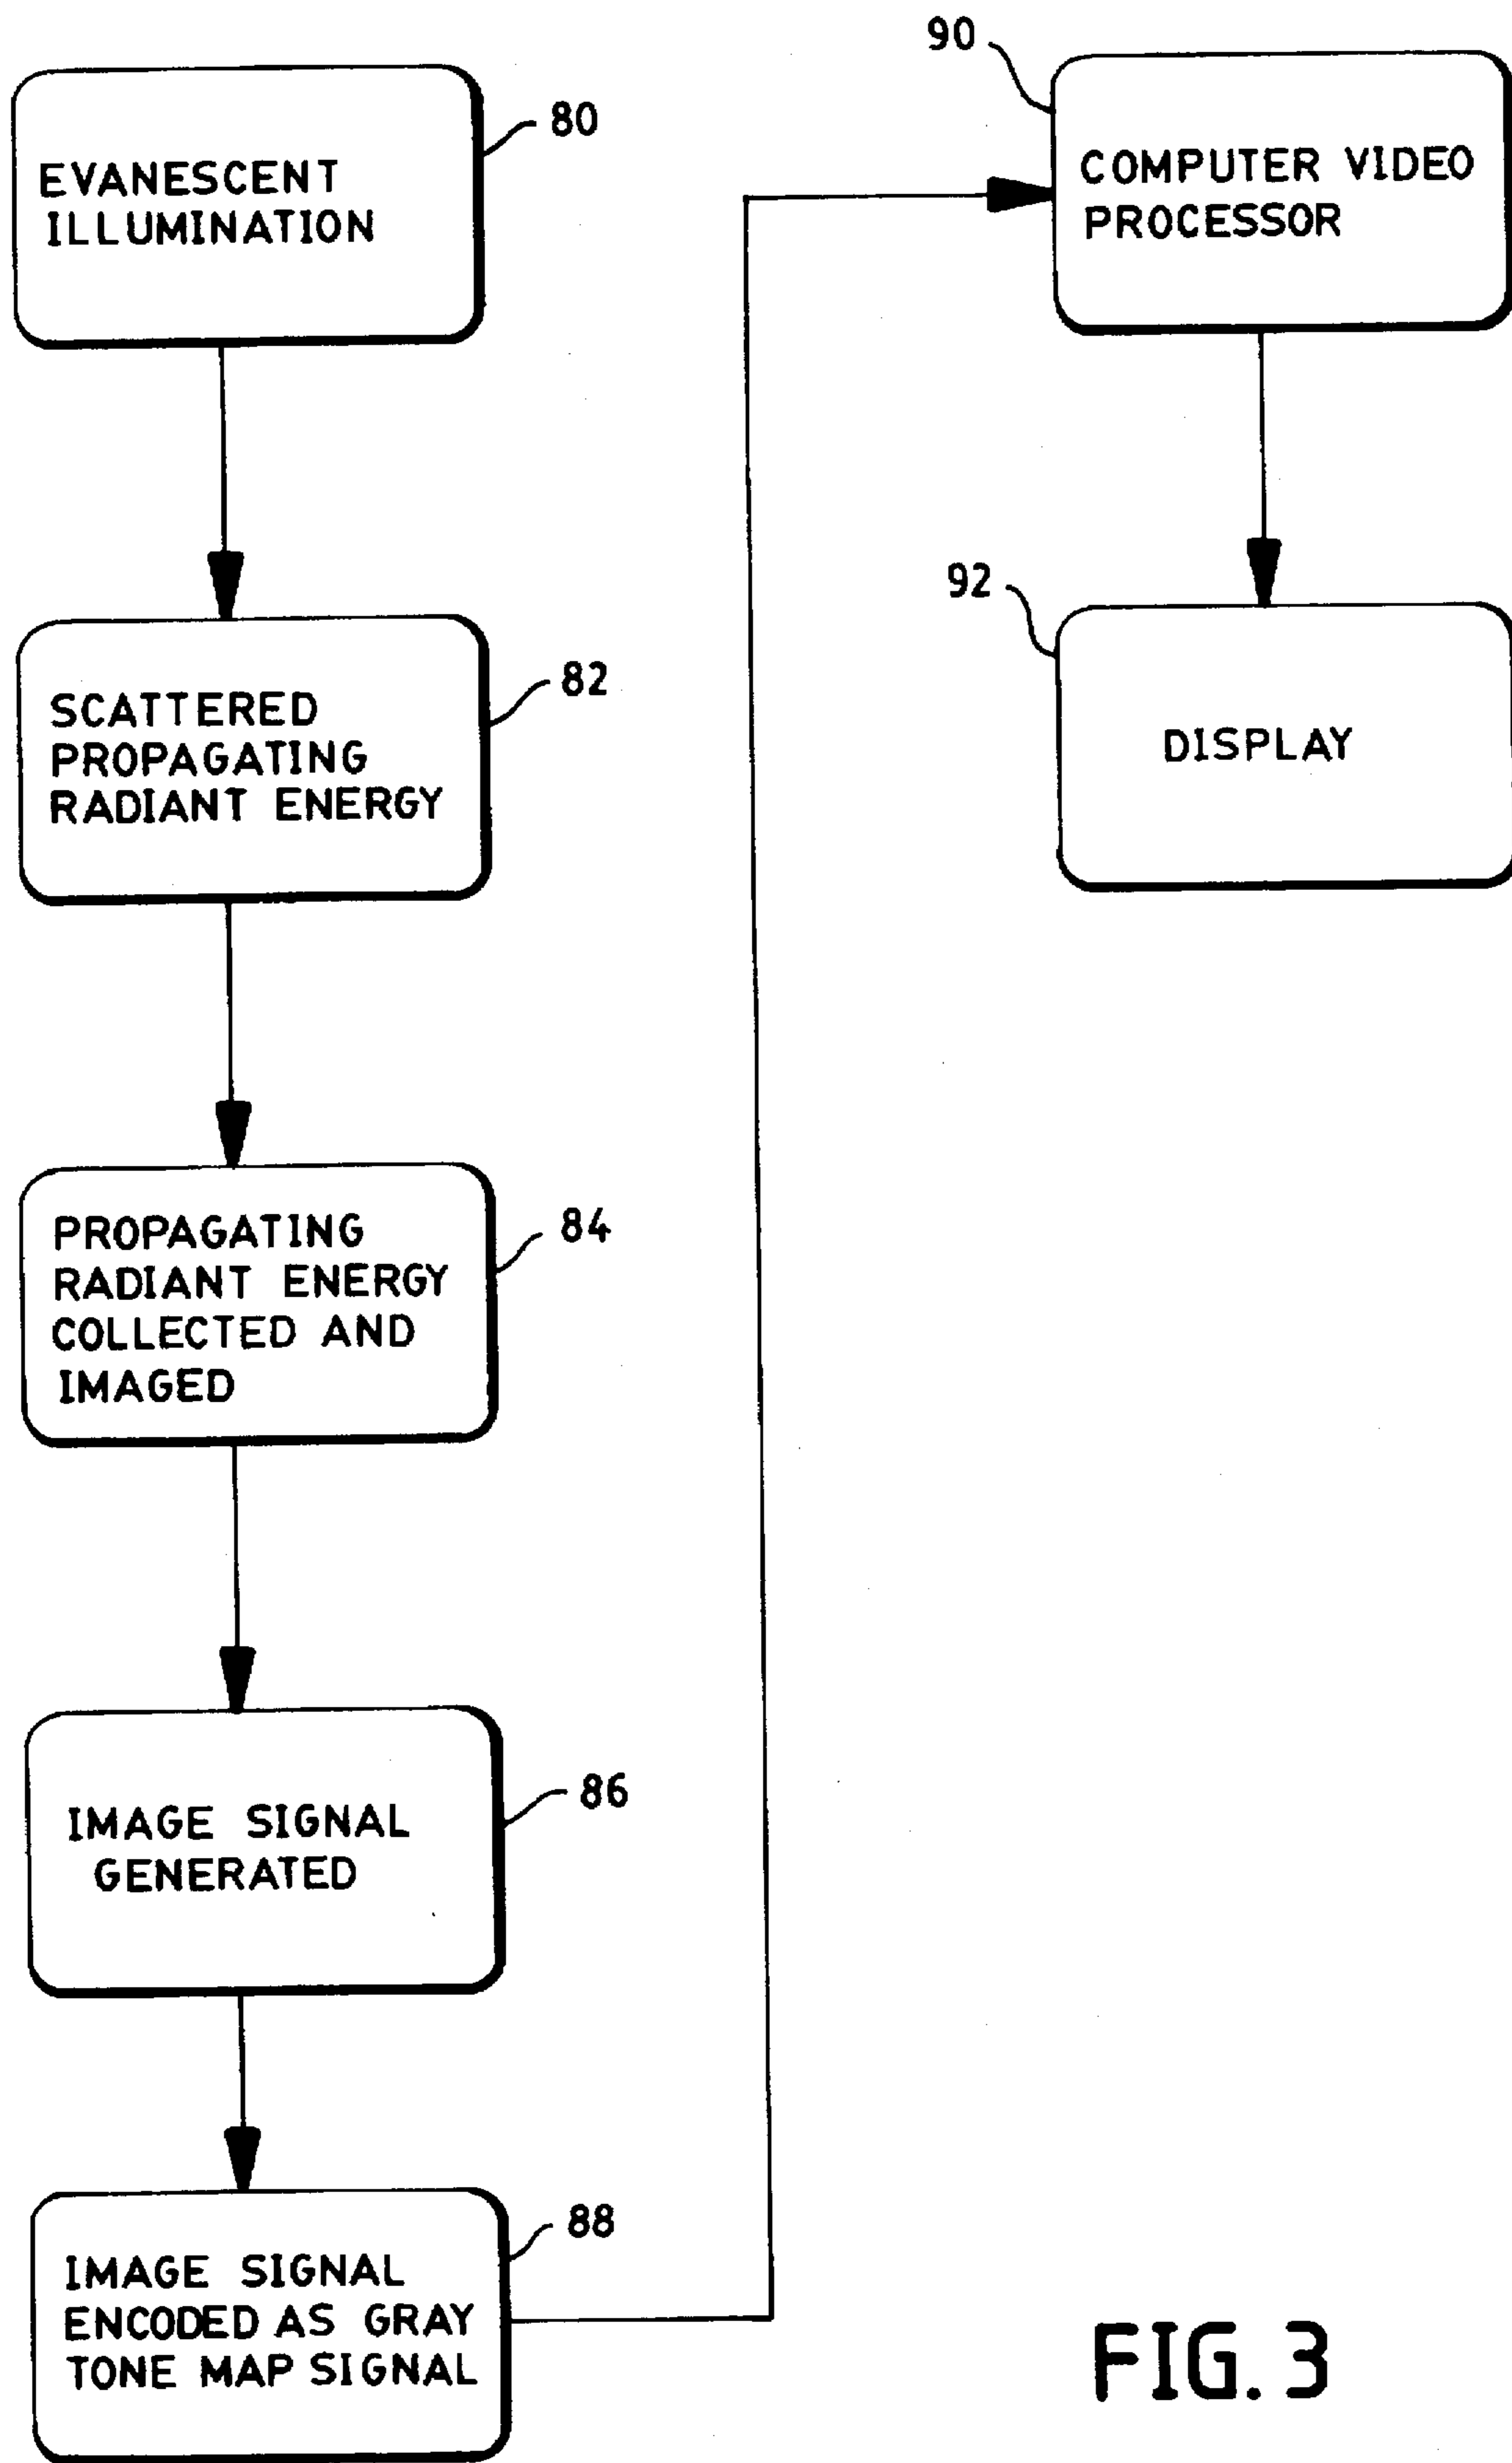 EVANESCENT
ILLUMINATION
80
SCATTERED
PROPAGATING
RADIANT ENERGY
82
PROPAGATING
RADIANT ENERGY
COLLECTED AND
IMAGED
84
IMAGE SIGNAL
GENERATED
86
IMAGE SIGNAL
ENCODED AS GRAY
TONE MAP SIGNAL
88
90
COMPUTER VIDEO
PROCESSOR
92
DISPLAY
FIG. 3